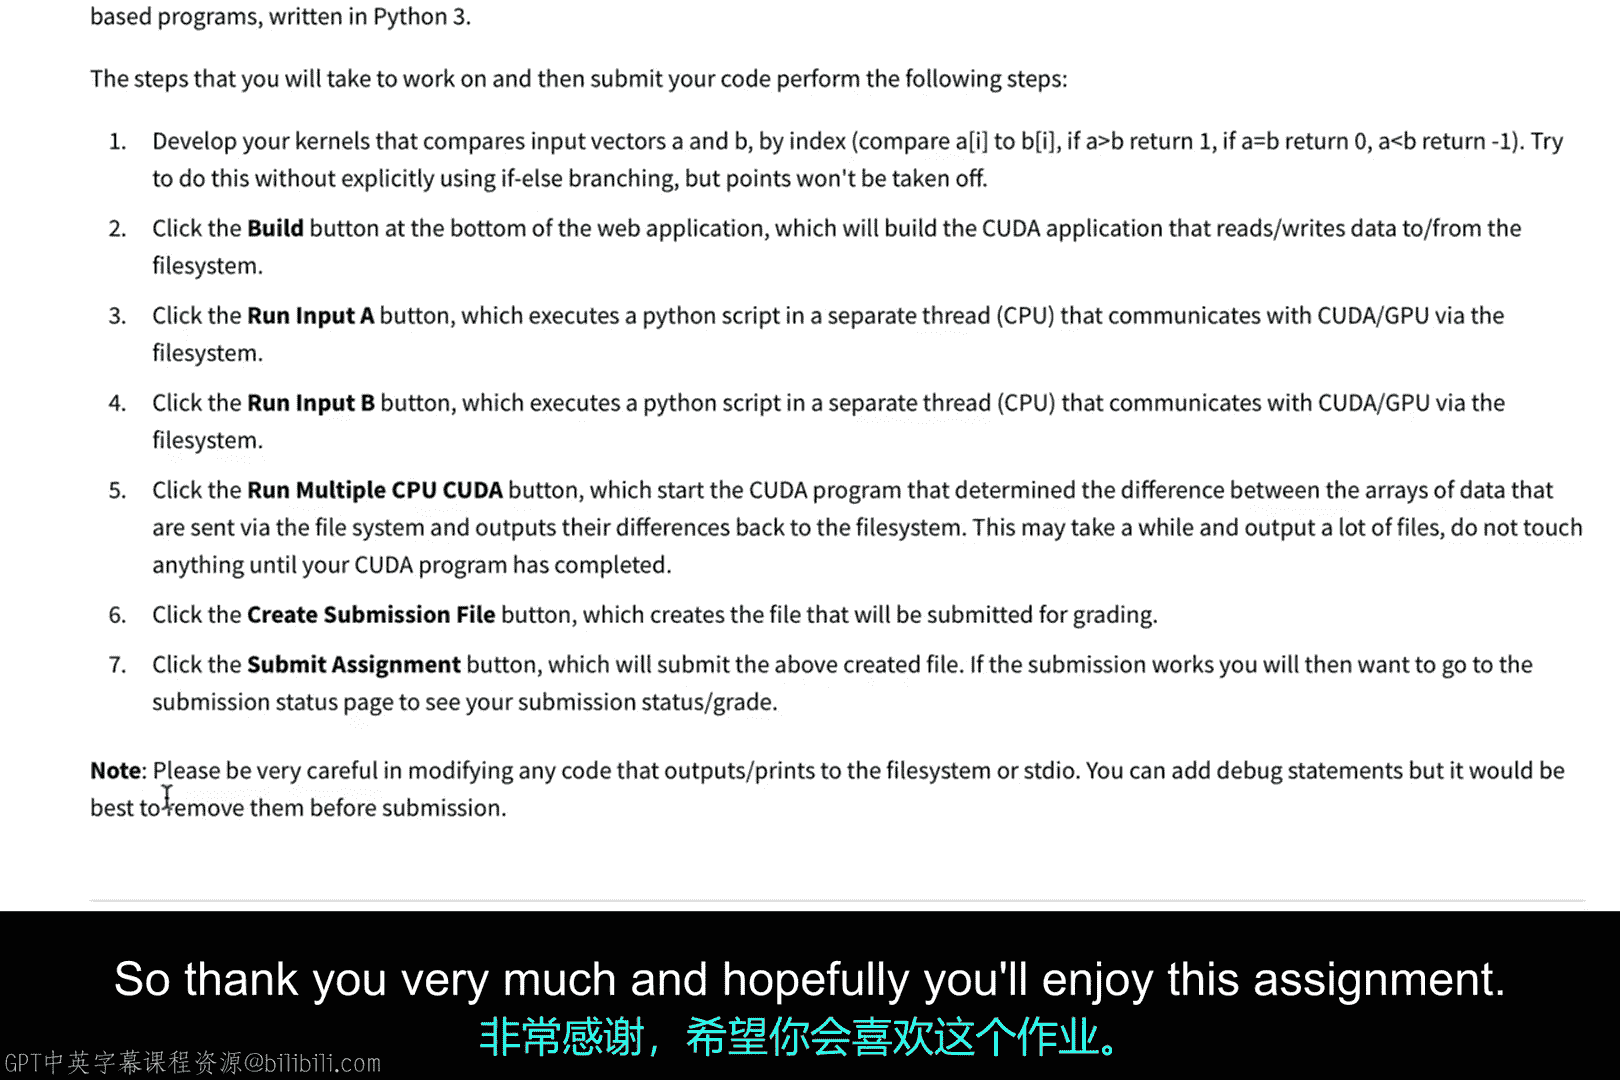 based programs, written in Python 3.
The steps that you will take to work on and then submit your code perform the following steps:
1. Develop your kernels that compares input vectors a and b, by index (compare a[i] to b[i], if a>b return 1, if a=b return 0, a<b return -1). Try
to do this without explicitly using if-else branching, but points won't be taken off.
2. Click the Build button at the bottom of the web application, which will build the CUDA application that reads/writes data to/from the
filesystem.
3. Click the Run Input A button, which executes a python script in a separate thread (CPU) that communicates with CUDA/GPU via the
filesystem.
4. Click the Run Input B button, which executes a python script in a separate thread (CPU) that communicates with CUDA/GPU via the
filesystem.
5. Click the Run Multiple CPU CUDA button, which start the CUDA program that determined the difference between the arrays of data that
are sent via the file system and outputs their differences back to the filesystem. This may take a while and output a lot of files, do not touch
anything until your CUDA program has completed.
6. Click the Create Submission File button, which creates the file that will be submitted for grading.
7. Click the Submit Assignment button, which will submit the above created file. If the submission works you will then want to go to the
submission status page to see your submission status/grade.
Note: Please be very careful in modifying any code that outputs/prints to the filesystem or stdio. You can add debug statements but it would be
best to remove them before submission.
So thank you very much and hopefully you'll enjoy this assignment.
非常感谢，希望你会喜欢这个作业。
GPT中英字幕课程资源@bilibili.com